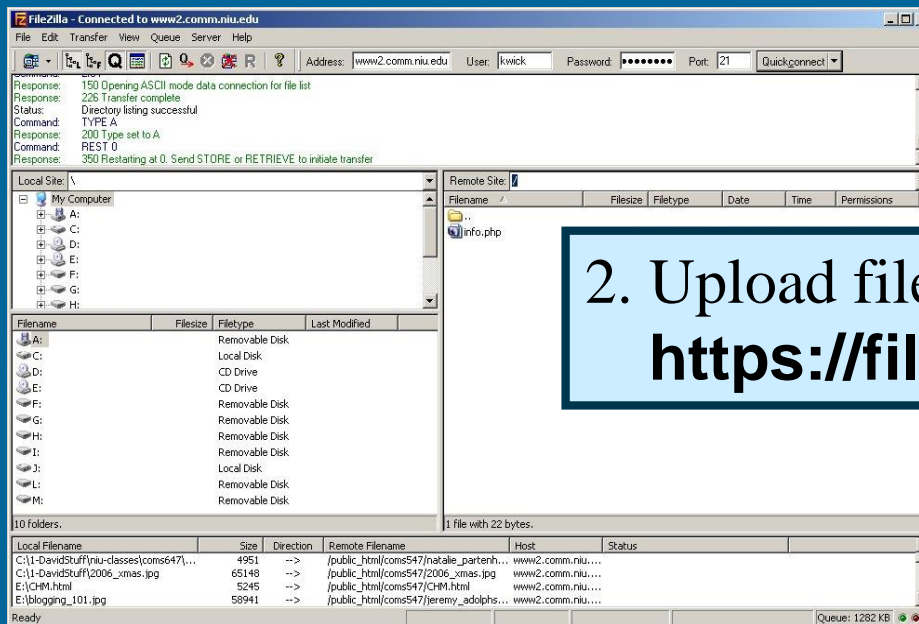 FileZilla - Connected to www2.comm.niu.edu
File Edit Transfer View Queue Server Help
Address: www2.comm.niu.edu User: kwick Password: ●●●●●●●● Port: 21 Quickconnect
Response: 150 Opening ASCII mode data connection for file list
Response: 226 Transfer complete
Status: Directory listing successful
Command: TYPE A
Response: 200 Type set to A
Command: REST 0
Response: 350 Restarting at 0. Send STORE or RETRIEVE to initiate transfer
Local Site: \
My Computer
A:
C:
D:
E:
F:
G:
H:
Filename Filesize Filetype Last Modified
A: Removable Disk
C: Local Disk
D: CD Drive
E: CD Drive
F: Removable Disk
G: Removable Disk
H: Removable Disk
I: Removable Disk
J: Local Disk
L: Removable Disk
M: Removable Disk
10 folders.
Remote Site: /
Filename Filesize Filetype Date Time Permissions
..
info.php
1 file with 22 bytes.
2. Upload file
https://fil
Local Filename Size Direction Remote Filename Host Status
C:\1-DavidStuff\niu-classes\coms647\... 4951 --> /public_html/coms547/natalie_partenh... www2.comm.niu....
C:\1-DavidStuff\2006_xmas.jpg 65148 --> /public_html/coms547/2006_xmas.jpg www2.comm.niu....
E:\CHM.html 5245 --> /public_html/coms547/CHM.html www2.comm.niu....
E:\blogging_101.jpg 58941 --> /public_html/coms547/jeremy_adolphs... www2.comm.niu....
Ready Queue: 1282 KB